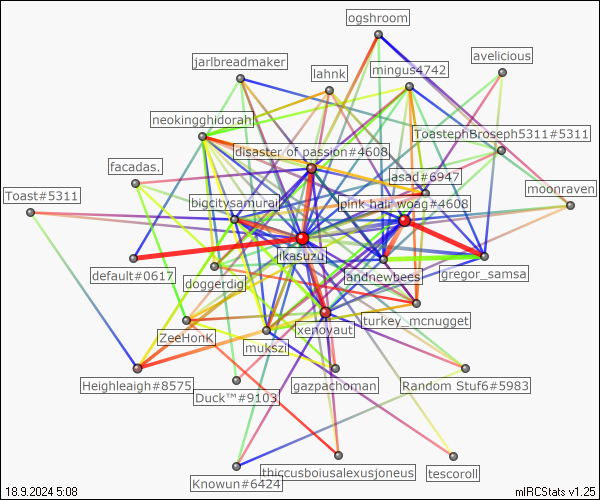 ogshroom
avelicious
jarlbreadmaker
lahnk
mingus4742
neokingghidorah
ToastephBroseph5311#5311
disaster of passion#4608
facadas.
asad#6947
Toast#5311
bigcitysamurai
pink hair woag#4608
moonraven
ikasuzu
default#0617
doggerdig
andnewbees
gregor_samsa
ZeeHonK
mukszi
xenoyaut
turkey_mcnugget
Heighleaigh#8575
Duck™#9103
gazpachoman
Random Stuf6#5983
Knowun#6424
thiccusboiusalexusjoneus
tescoroll
18.9.2024 5:08
mIRCStats v1.25